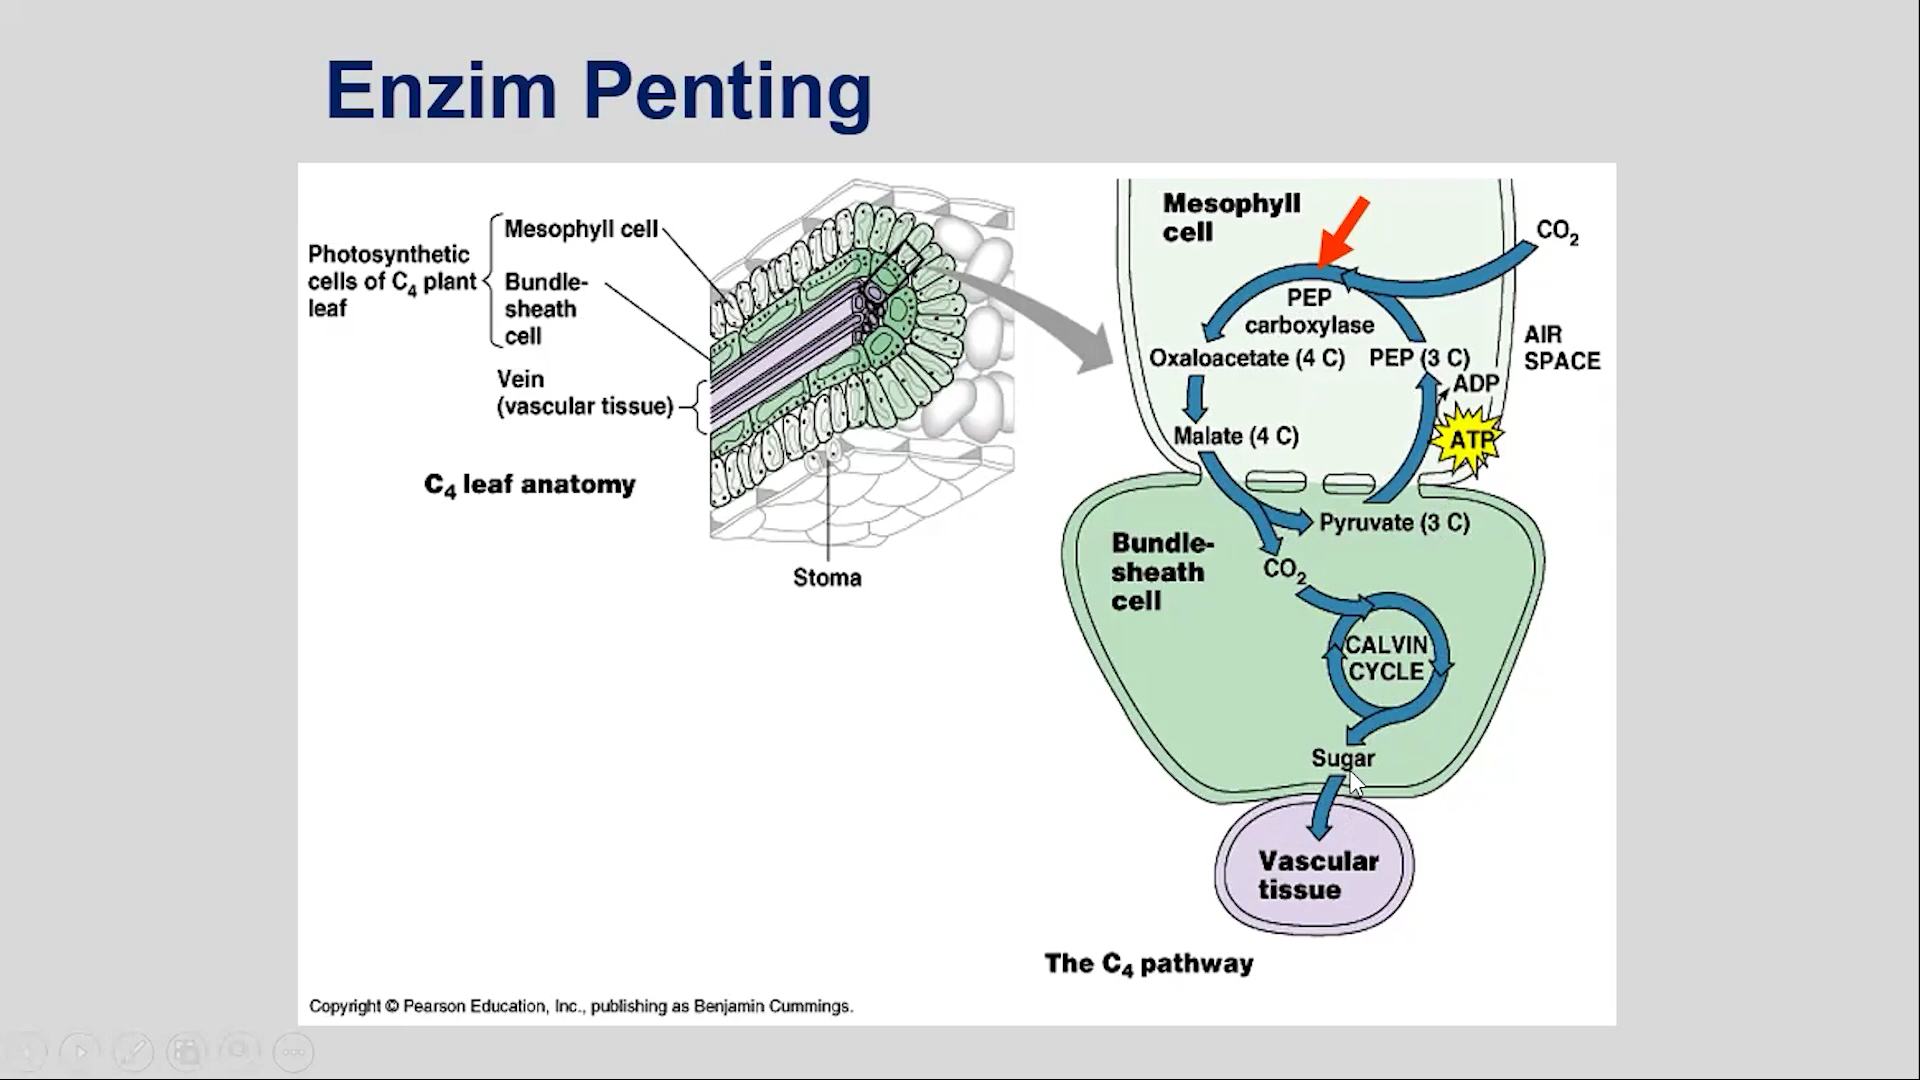 Enzim Penting
Photosynthetic
cells of C4 plant
leaf
Mesophyll cell
Bundle-
sheath
cell
Vein
(vascular tissue)
C4 leaf anatomy
Stoma
Mesophyll
cell
CO2
PEP
carboxylase
Oxaloacetate (4 C)
PEP (3 C)
ADP
AIR
SPACE
ATP
Malate (4 C)
Pyruvate (3 C)
Bundle-
sheath
cell
CO2
CALVIN
CYCLE
Sugar
Vascular
tissue
The C4 pathway
Copyright © Pearson Education, Inc., publishing as Benjamin Cummings.